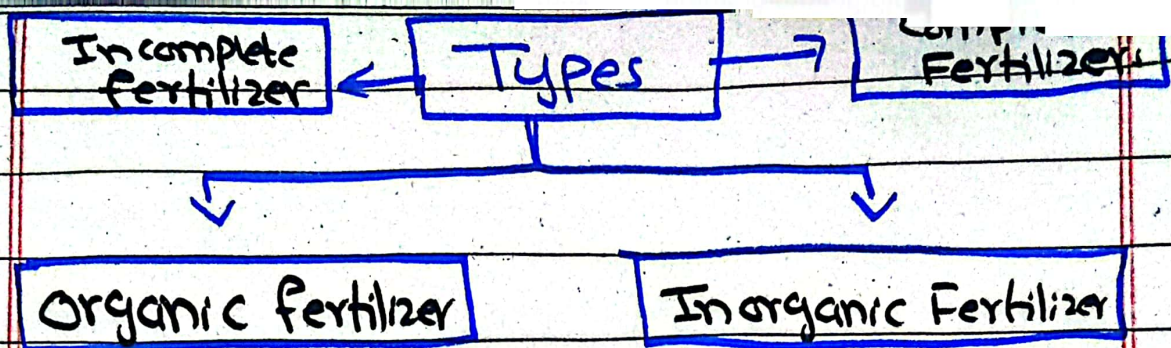 Incomplete
fertilizer
Types
Fertilizer.
Organic fertilizer
Inorganic Fertilizer